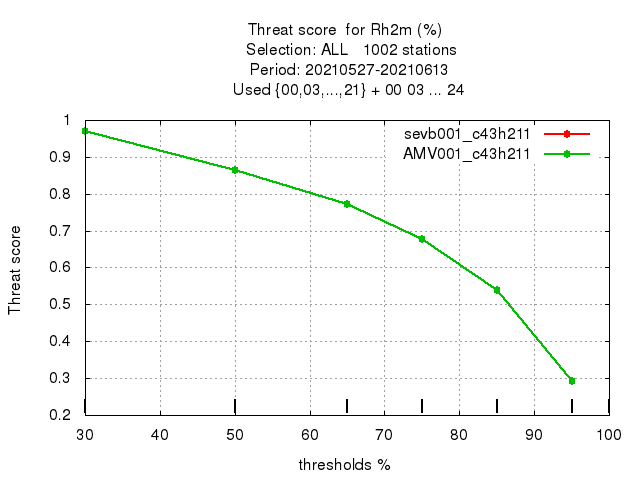 Threat score  for Rh2m (%)
Selection: ALL   1002 stations
Period: 20210527-20210613
Used {00,03,...,21} + 00 03 ... 24
sevb001_c43h211
AMV001_c43h211
Threat score
1
0.9
0.8
0.7
0.6
0.5
0.4
0.3
0.2
30 40 50 60 70 80 90 100
thresholds %